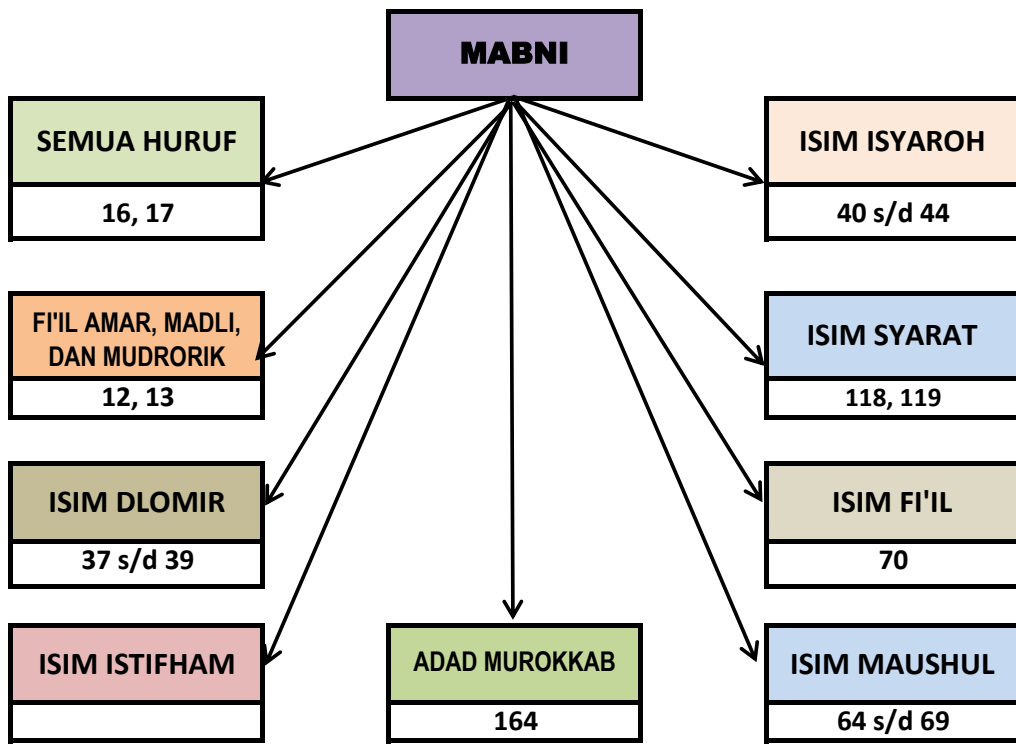 MABNI
SEMUA HURUF
16, 17
FI'IL AMAR, MADLI,
DAN MUDRORIK
12, 13
ISIM DLOMIR
37 s/d 39
ISIM ISTIFHAM
ADAD MUROKKAB
164
ISIM ISYAROH
40 s/d 44
ISIM SYARAT
118, 119
ISIM FI'IL
70
ISIM MAUSHUL
64 s/d 69